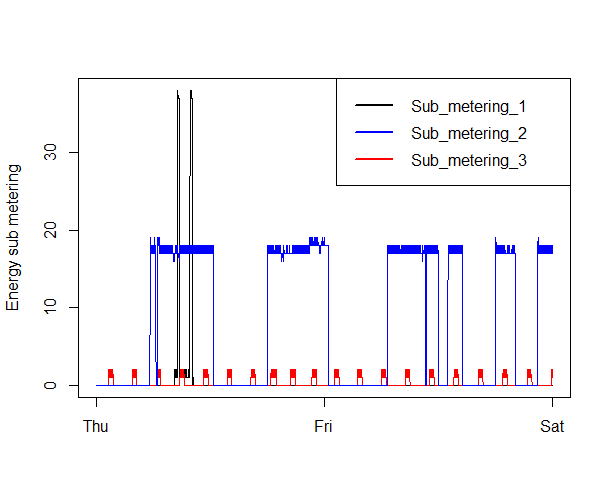 Sub_metering_1
Sub_metering_2
Sub_metering_3
Energy sub metering
30
20
10
0
Thu Fri Sat